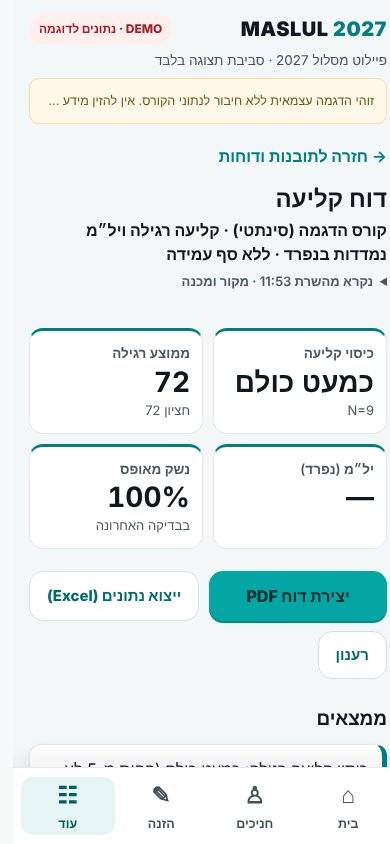 MASLUL 2027
DEMO · נתונים לדוגמה
פיילוט מסלול 2027 · סביבת תצוגה בלבד
זוהי הדגמה עצמאית ללא חיבור לנתוני הקורס. אין להזין מידע ...
→ חזרה לתובנות ודוחות
דוח קליעה
קורס הדגמה (סינתטי) · קליעה רגילה ויל״מ
נמדדות בנפרד · ללא סף עמידה
◀ נקרא מהשרת 11:53 · מקור ומכנה
כיסוי קליעה
כמעט כולם
N=9
ממוצע רגילה
72
חציון 72
יל״מ (נפרד)
—
נשק מאופס
100%
בבדיקה האחרונה
יצירת דוח PDF
ייצוא נתונים (Excel)
רענון
ממצאים
בית
חניכים
הזנה
עוד